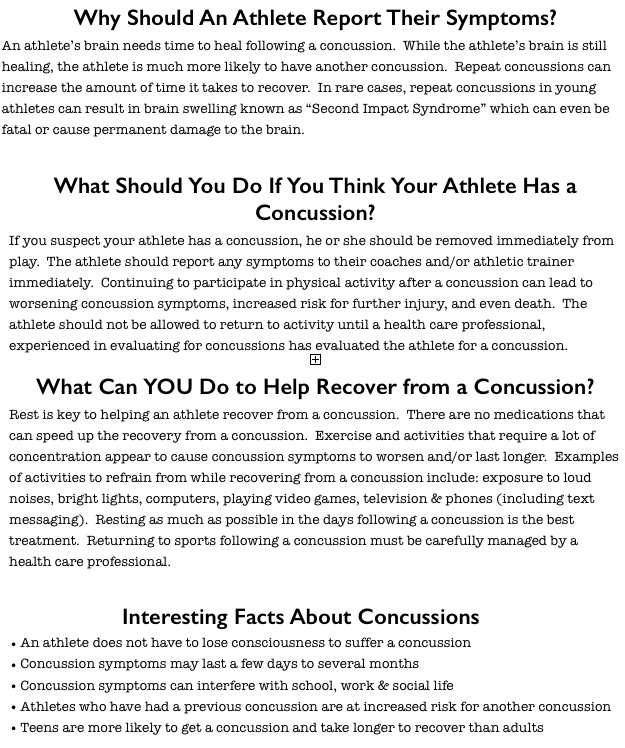 Why Should An Athlete Report Their Symptoms?
An athlete's brain needs time to heal following a concussion.  While the athlete's brain is still
healing, the athlete is much more likely to have another concussion.  Repeat concussions can
increase the amount of time it takes to recover.  In rare cases, repeat concussions in young
athletes can result in brain swelling known as “Second Impact Syndrome” which can even be
fatal or cause permanent damage to the brain.
What Should You Do If You Think Your Athlete Has a
Concussion?
If you suspect your athlete has a concussion, he or she should be removed immediately from
play.  The athlete should report any symptoms to their coaches and/or athletic trainer
immediately.  Continuing to participate in physical activity after a concussion can lead to
worsening concussion symptoms, increased risk for further injury, and even death.  The
athlete should not be allowed to return to activity until a health care professional,
experienced in evaluating for concussions has evaluated the athlete for a concussion.
What Can YOU Do to Help Recover from a Concussion?
Rest is key to helping an athlete recover from a concussion.  There are no medications that
can speed up the recovery from a concussion.  Exercise and activities that require a lot of
concentration appear to cause concussion symptoms to worsen and/or last longer.  Examples
of activities to refrain from while recovering from a concussion include: exposure to loud
noises, bright lights, computers, playing video games, television & phones (including text
messaging).  Resting as much as possible in the days following a concussion is the best
treatment.  Returning to sports following a concussion must be carefully managed by a
health care professional.
Interesting Facts About Concussions
• An athlete does not have to lose consciousness to suffer a concussion
• Concussion symptoms may last a few days to several months
• Concussion symptoms can interfere with school, work & social life
• Athletes who have had a previous concussion are at increased risk for another concussion
• Teens are more likely to get a concussion and take longer to recover than adults